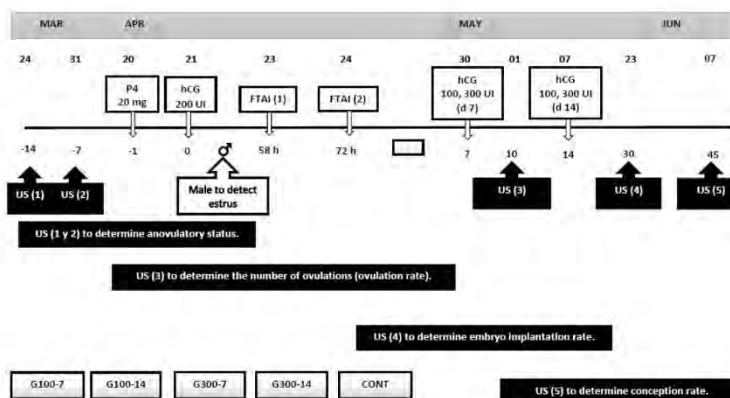 MAR APR MAY JUN
24 31 20 21 23 24 30 01 07 23 07
P4
20 mg
hCG
200 UI
FTAI (1)
FTAI (2)
hCG
100, 300 UI
(d 7)
hCG
100, 300 UI
(d 14)
-14 -7 -1 0 ♂ 58 h 72 h 7 10 14 30 45
US (1) US (2)
Male to detect
estrus
US (3) US (4) US (5)
US (1 y 2) to determine anovulatory status.
US (3) to determine the number of ovulations (ovulation rate).
US (4) to determine embryo implantation rate.
G100-7 G100-14 G300-7 G300-14 CONT
US (5) to determine conception rate.